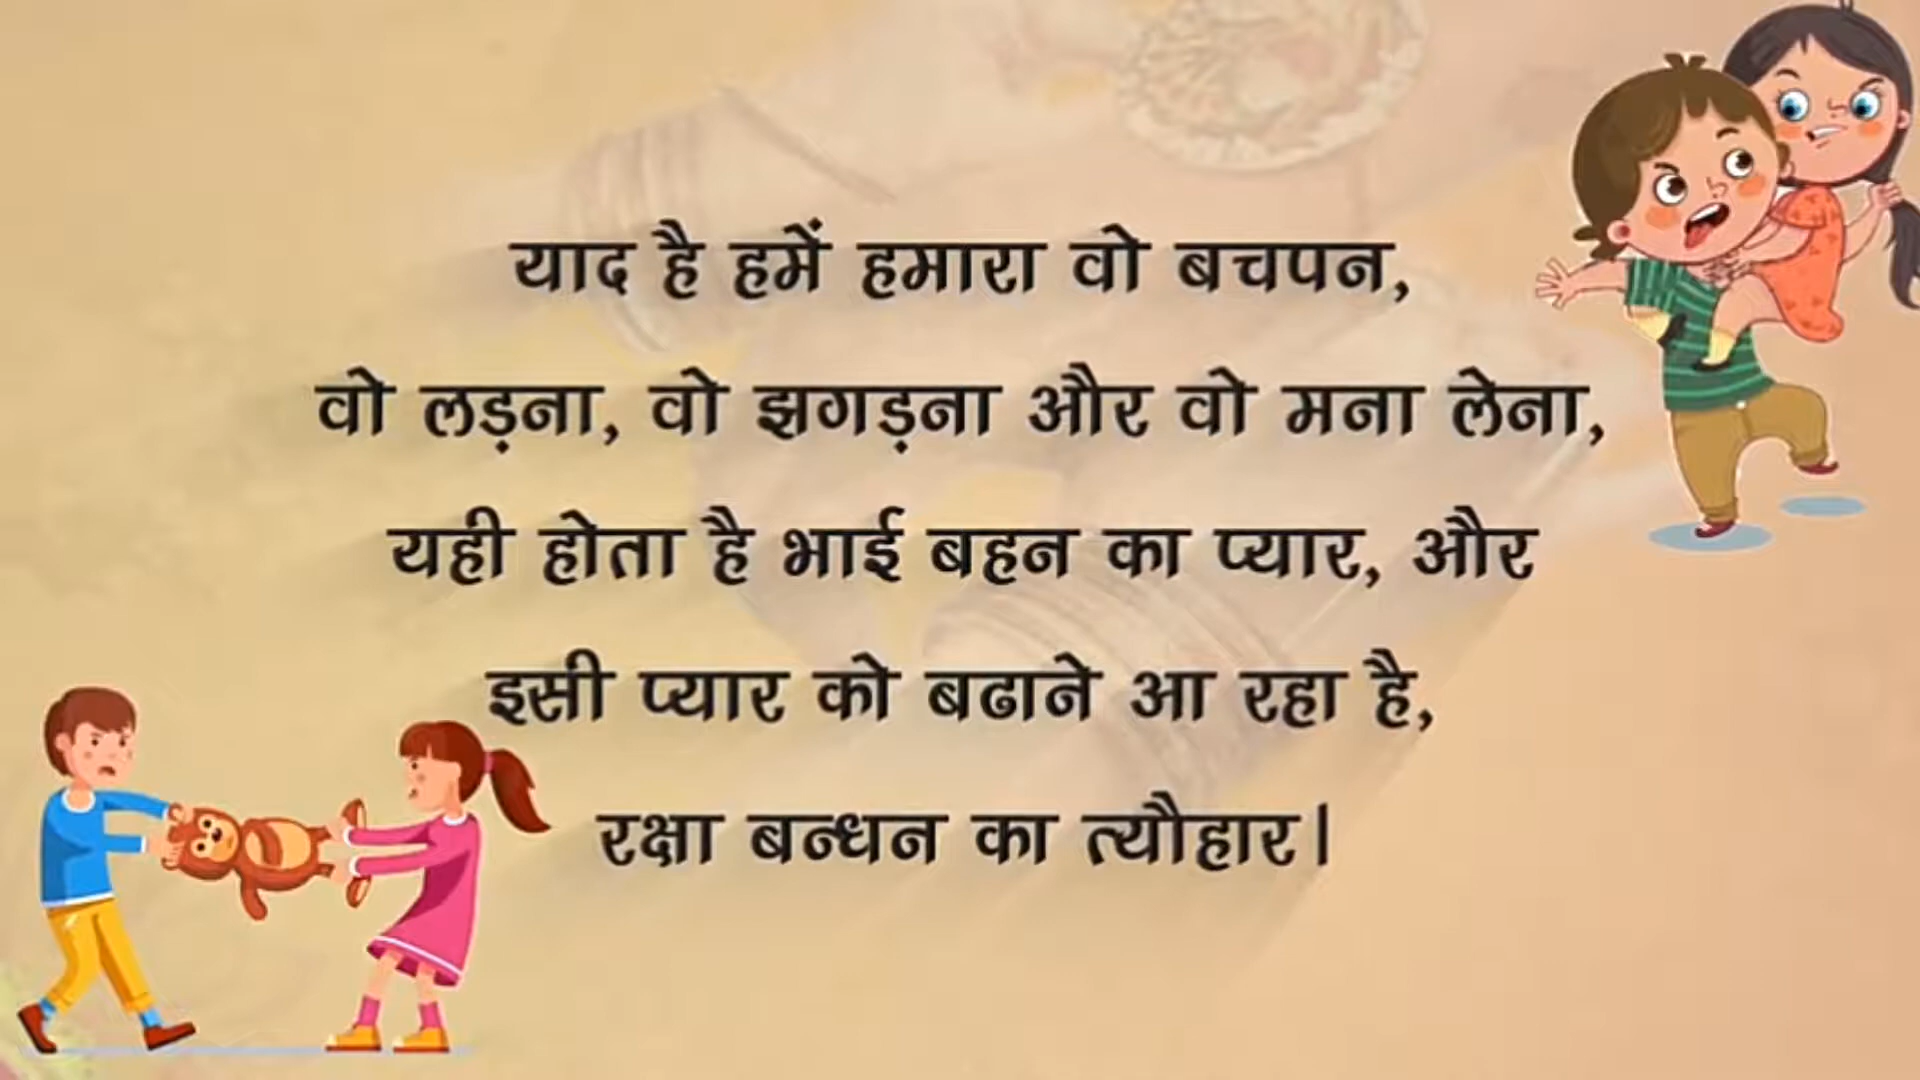 याद है हमें हमारा वो बचपन,
वो लड़ना, वो झगड़ना और वो मना लेना,
यही होता है भाई बहन का प्यार, और
इसी प्यार को बढाने आ रहा है,
रक्षा बन्धन का त्यौहार।